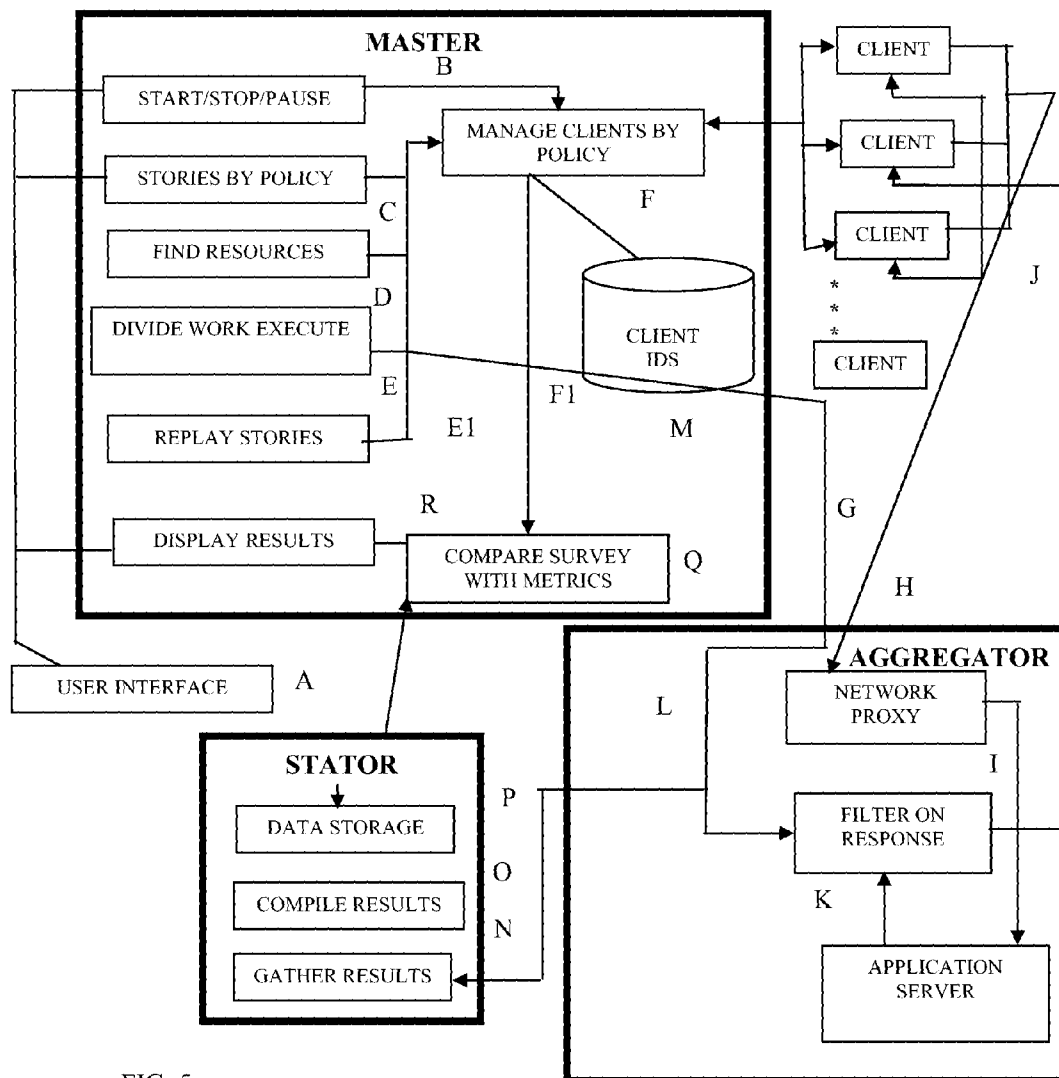 MASTER
B
START/STOP/PAUSE
MANAGE CLIENTS BY
POLICY
STORIES BY POLICY
C
F
FIND RESOURCES
D
DIVIDE WORK EXECUTE
CLIENT
IDS
E
F1
E1
M
REPLAY STORIES
R
DISPLAY RESULTS
COMPARE SURVEY
WITH METRICS
Q
CLIENT
CLIENT
CLIENT
J
*
*
*
CLIENT
G
H
USER INTERFACE
A
AGGREGATOR
NETWORK
PROXY
L
I
STATOR
P
DATA STORAGE
FILTER ON
RESPONSE
O
COMPILE RESULTS
N
K
GATHER RESULTS
APPLICATION
SERVER
FIG. 5